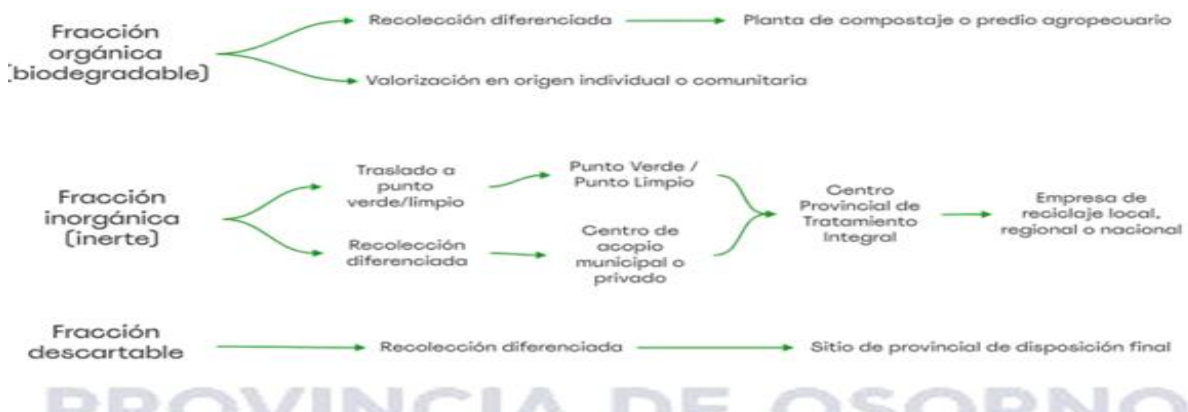 Fracción
orgánica
(biodegradable)
Recolección diferenciada
Planta de compostaje o predio agropecuario
Valorización en origen individual o comunitaria
Fracción
inorgánica
(inerte)
Traslado a
punto
verde/limpio
Punto Verde /
Punto Limpio
Recolección
diferenciada
Centro de
acopio
municipal o
privado
Centro
Provincial de
Tratamiento
Integral
Empresa de
reciclaje local,
regional o nacional
Fracción
descartable
Recolección diferenciada
Sitio de provincial de disposición final
PROVINCIA DE OSORNO